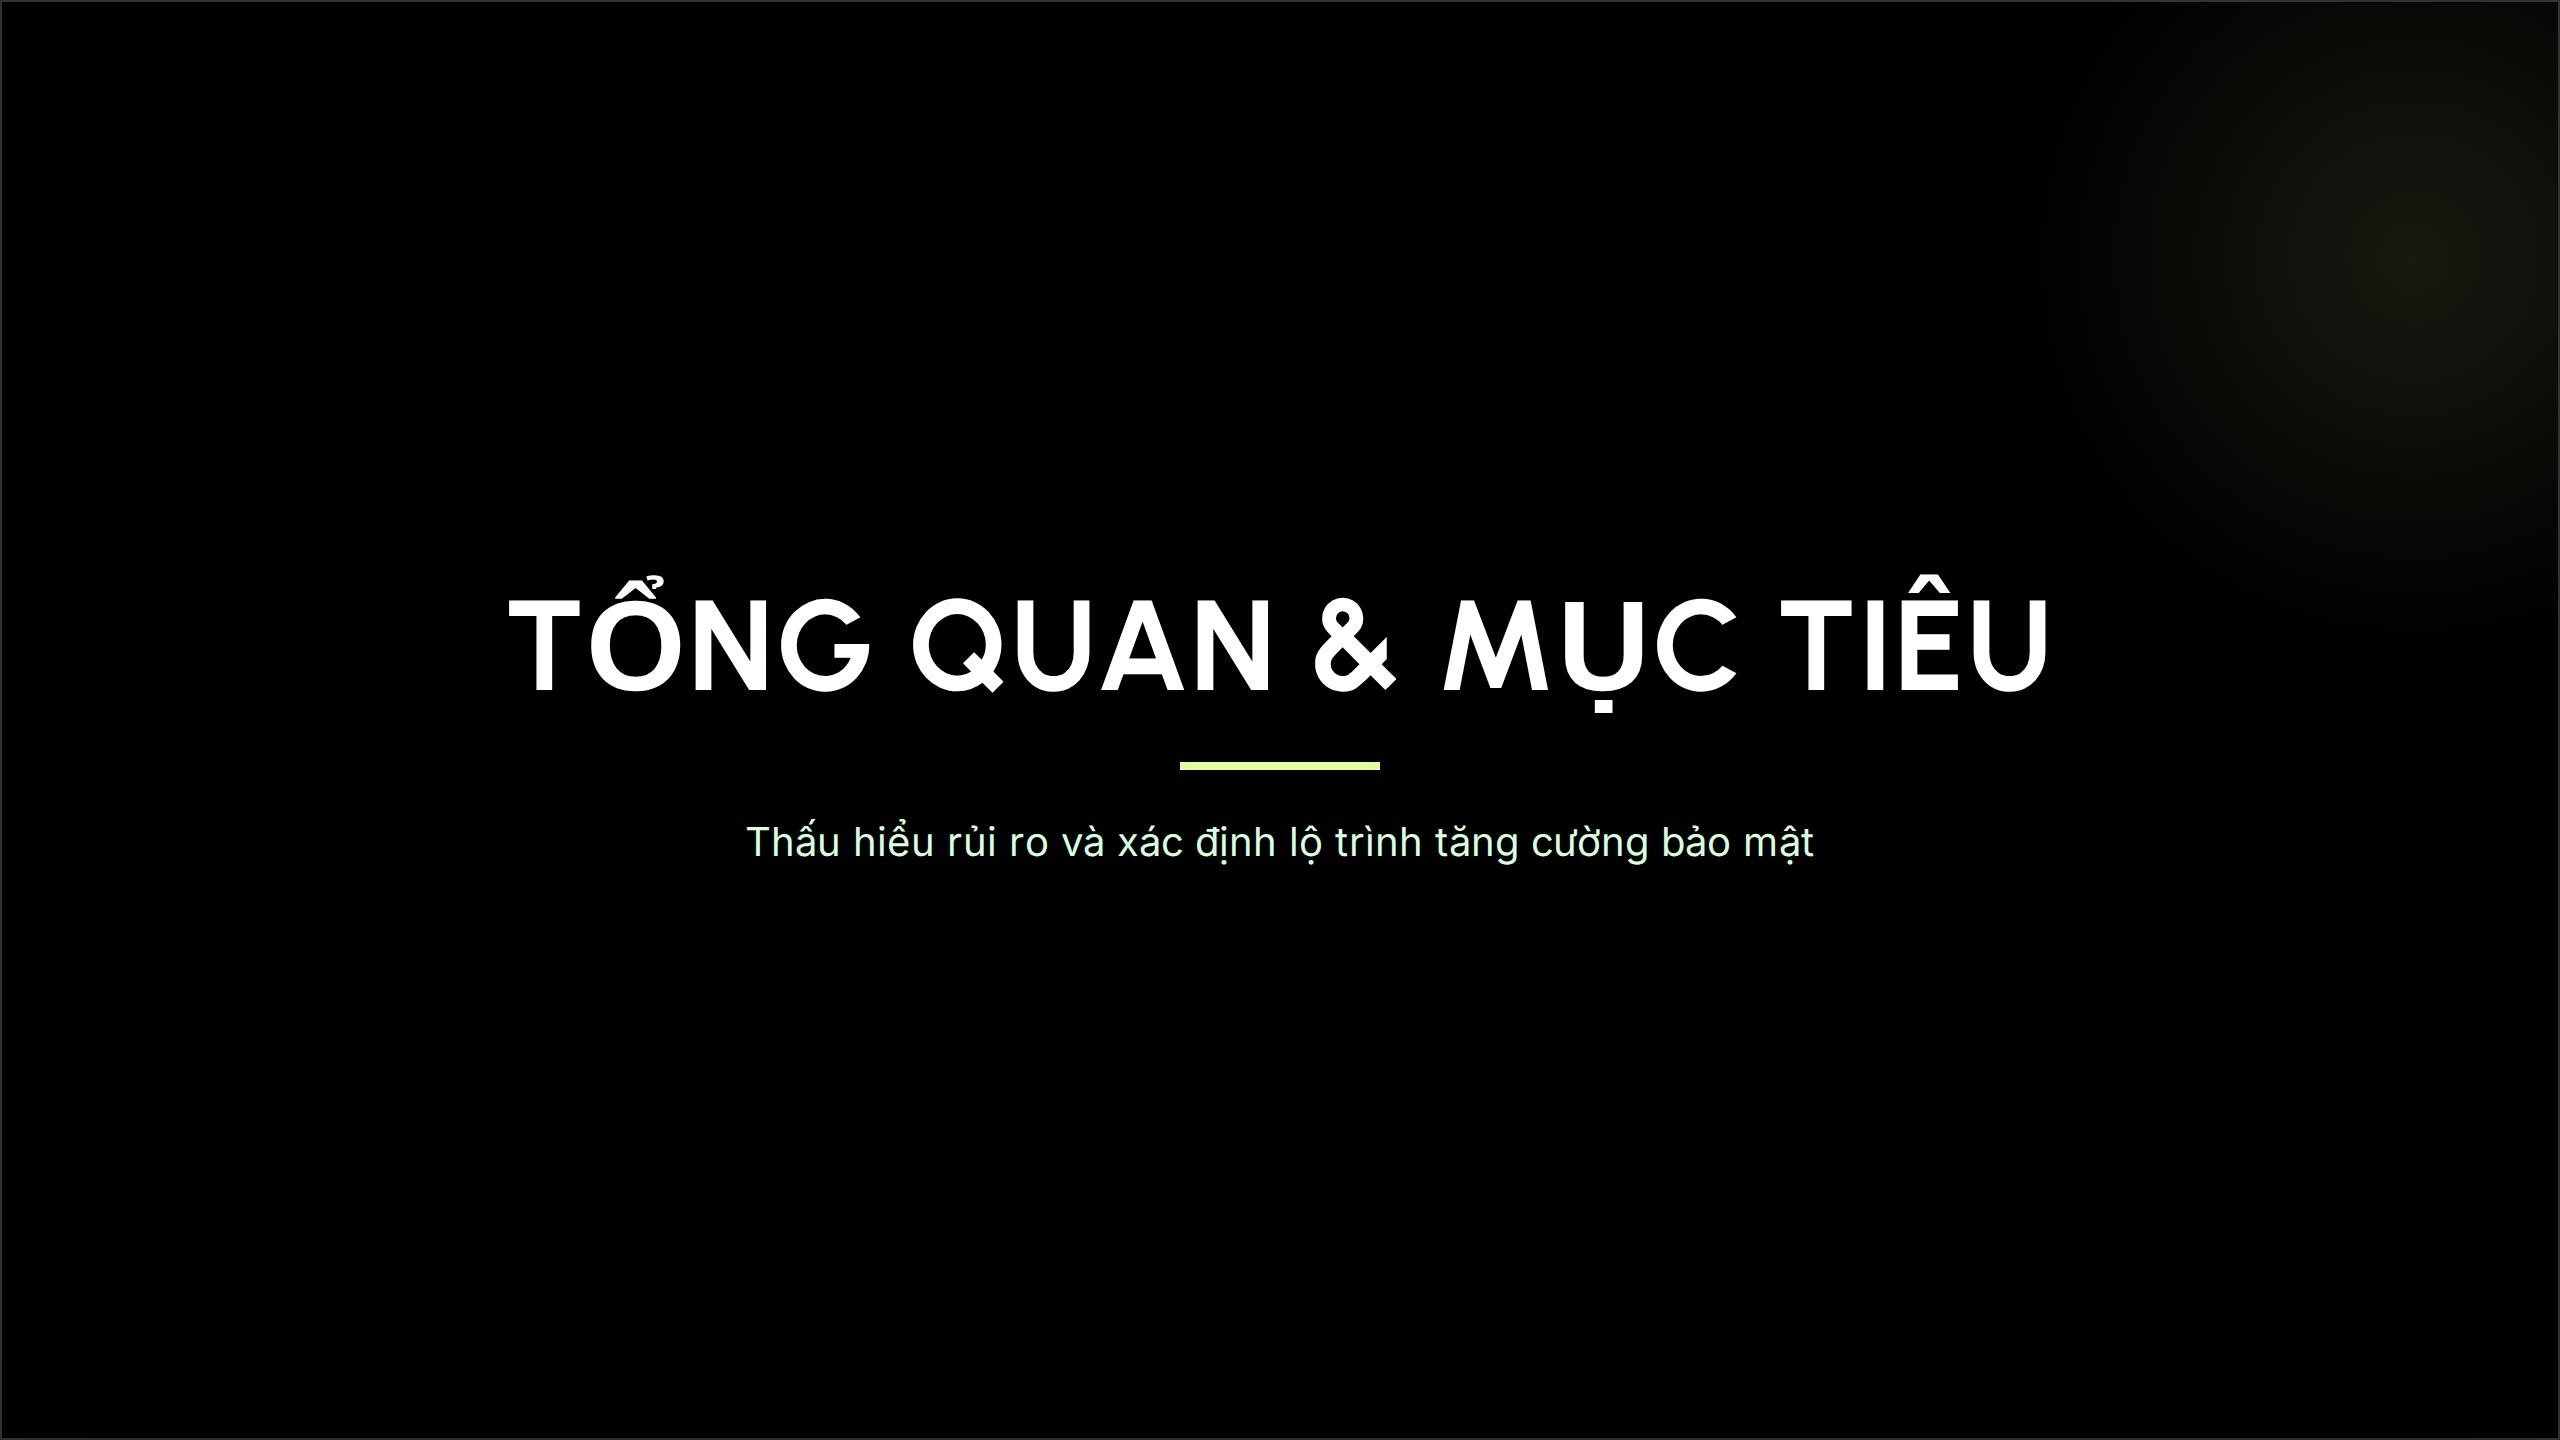 TỔNG QUAN & MỤC TIÊU
Thấu hiểu rủi ro và xác định lộ trình tăng cường bảo mật